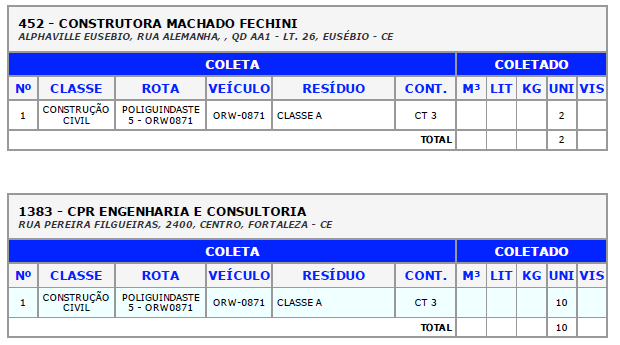 452 - CONSTRUTORA MACHADO FECHINI
ALPHAVILLE EUSEBIO, RUA ALEMANHA, , QD AA1 - LT. 26, EUSÉBIO - CE
COLETA COLETADO
Nº CLASSE ROTA VEÍCULO RESÍDUO CONT. M³ LIT KG UNI VIS
1 CONSTRUÇÃO CIVIL POLIGUINDASTE 5 - ORW0871 ORW-0871 CLASSE A CT 3 2
TOTAL 2
1383 - CPR ENGENHARIA E CONSULTORIA
RUA PEREIRA FILGUEIRAS, 2400, CENTRO, FORTALEZA - CE
COLETA COLETADO
Nº CLASSE ROTA VEÍCULO RESÍDUO CONT. M³ LIT KG UNI VIS
1 CONSTRUÇÃO CIVIL POLIGUINDASTE 5 - ORW0871 ORW-0871 CLASSE A CT 3 10
TOTAL 10